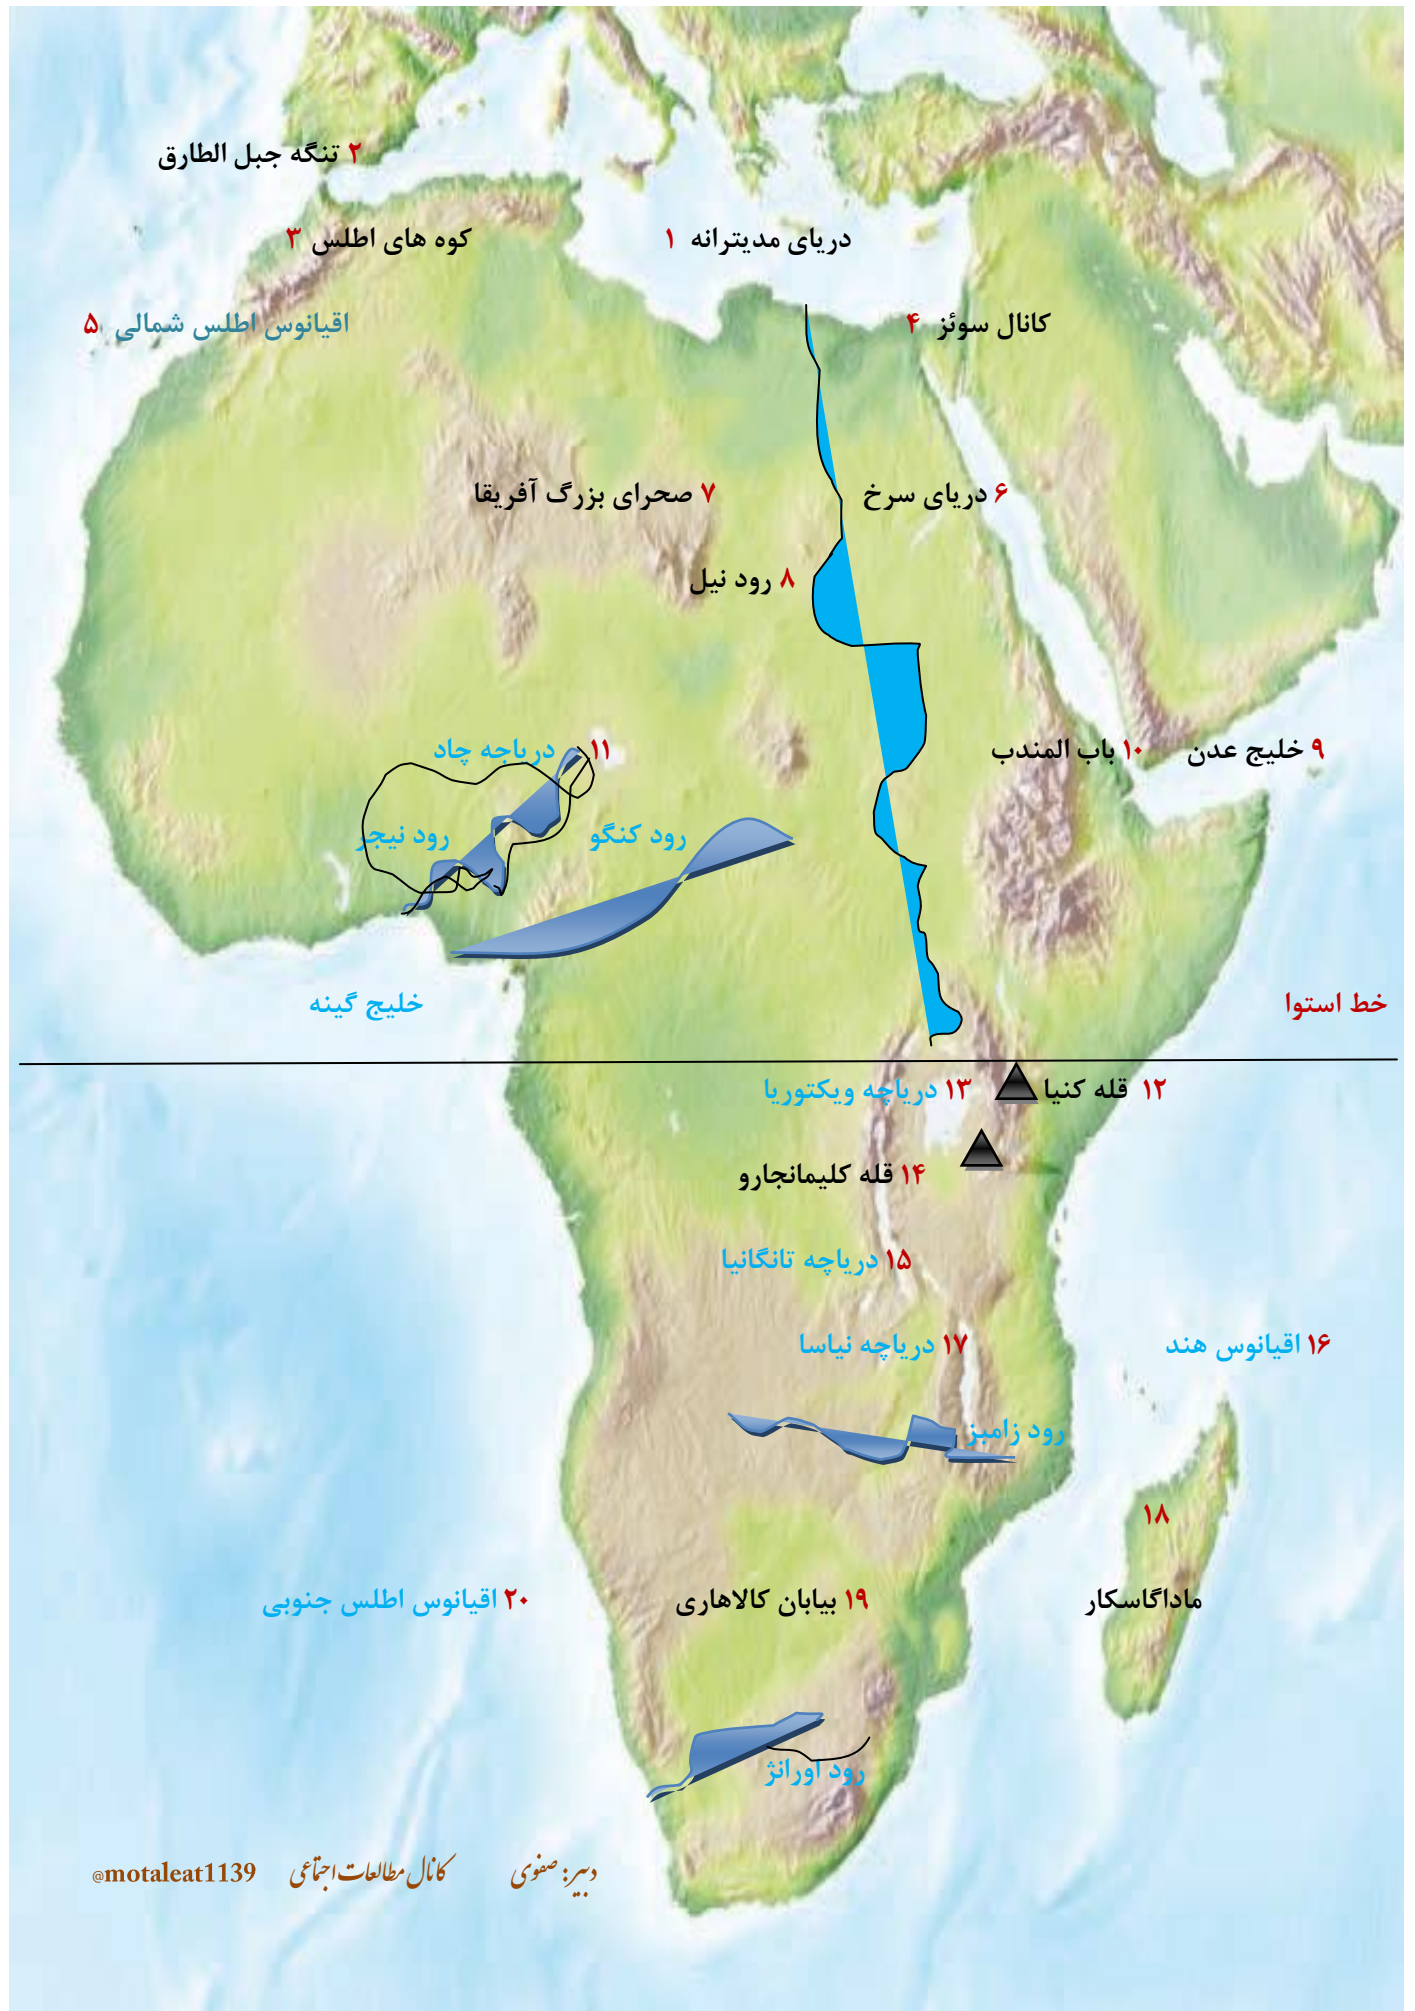 ۲ تنگه جبل الطارق
کوه های اطلس ۳
دریای مدیترانه ۱
اقیانوس اطلس شمالی ۵
کانال سوئز ۴
۷ صحرای بزرگ آفریقا
۶ دریای سرخ
۸ رود نیل
۹ خلیج عدن
۱۰ باب المندب
۱۱ درباجه چاد
رود کنگو
رود نیجر
خط استوا
خلیج گینه
۱۲ قله کنیا
۱۳ دریاچه ویکتوریا
۱۴ قله کلیمانجارو
۱۵ دریاچه تانگانیا
۱۶ اقیانوس هند
۱۷ دریاچه نیاسا
رود زامبز
۱۸
ماداگاسکار
۱۹ بیابان کالاهاری
۲۰ اقیانوس اطلس جنوبی
رود اورانژ
دبیر: صفوی کانال مطالعات اجتماعی @motaleat1139